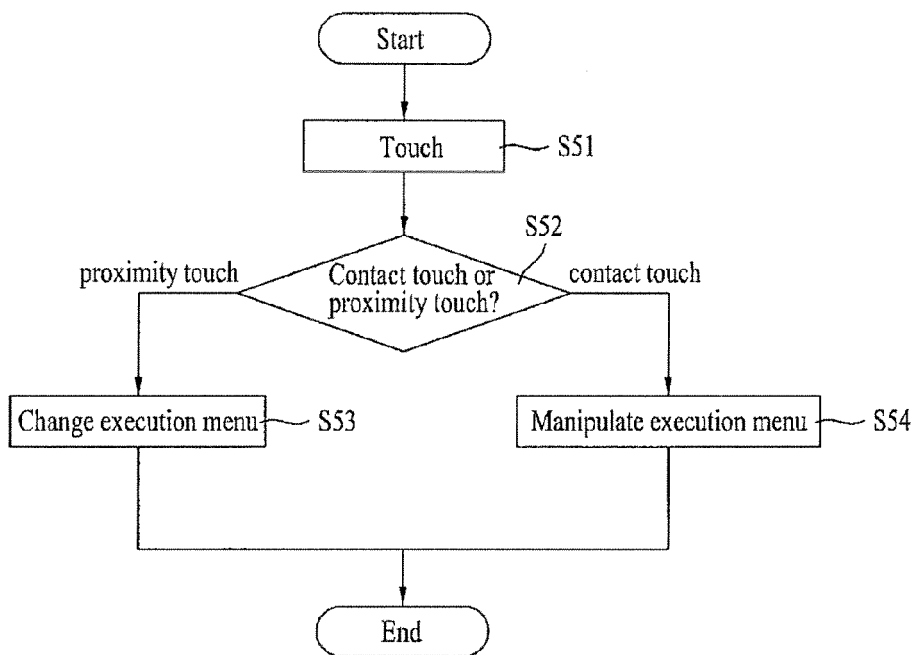 Start
Touch
S51
S52
proximity touch
Contact touch or
proximity touch?
contact touch
Change execution menu
S53
Manipulate execution menu
S54
End